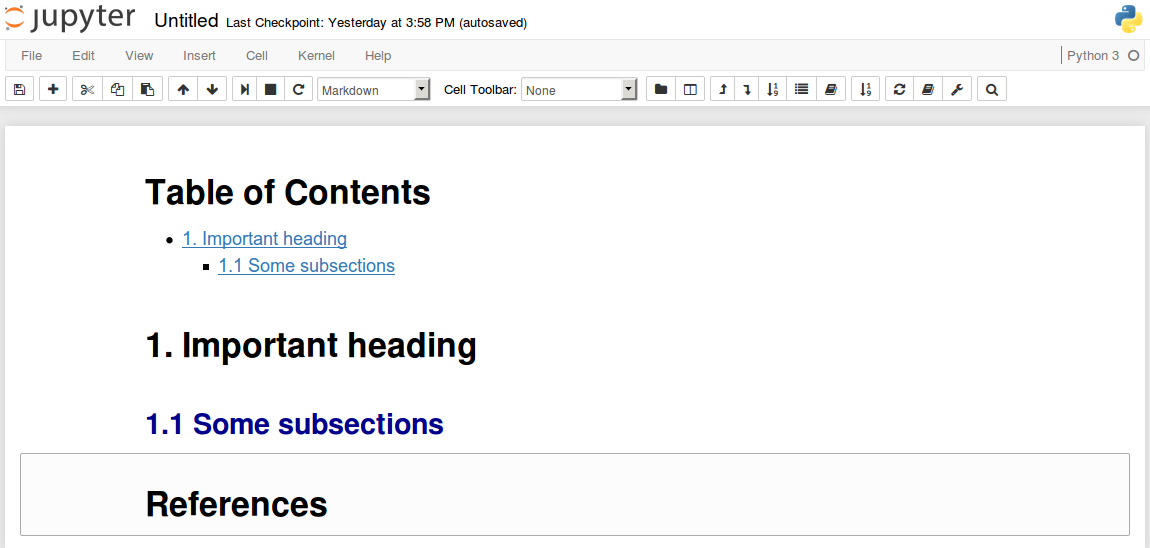 jupyter Untitled Last Checkpoint: Yesterday at 3:58 PM (autosaved)
File Edit View Insert Cell Kernel Help Python 3
Markdown Cell Toolbar: None
Table of Contents
1. Important heading
1.1 Some subsections
1. Important heading
1.1 Some subsections
References